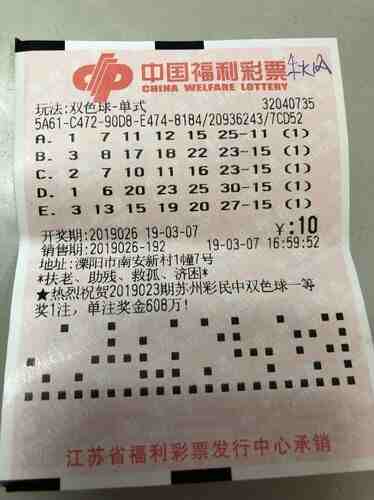 中国福利彩票
CHINA WELFARE LOTTERY
玩法:双色球-单式 32040735
5A61-C472-90D8-E474-8184/20936243/7CD52
A. 1 7 11 12 15 25-11 (1)
B. 3 8 17 18 22 23-15 (1)
C. 2 7 10 11 16 23-15 (1)
D. 1 6 20 23 25 30-15 (1)
E. 3 13 15 19 20 27-15 (1)
开奖期:2019026 19-03-07 ￥:10
销售期:2019026-192 19-03-07 16:59:52
地址:溧阳市南安新村1幢7号
*扶老、助残、救孤、济困*
★热烈祝贺2019023期苏州彩民中双色球一等
奖1注，单注奖金608万!
江苏省福利彩票发行中心承销